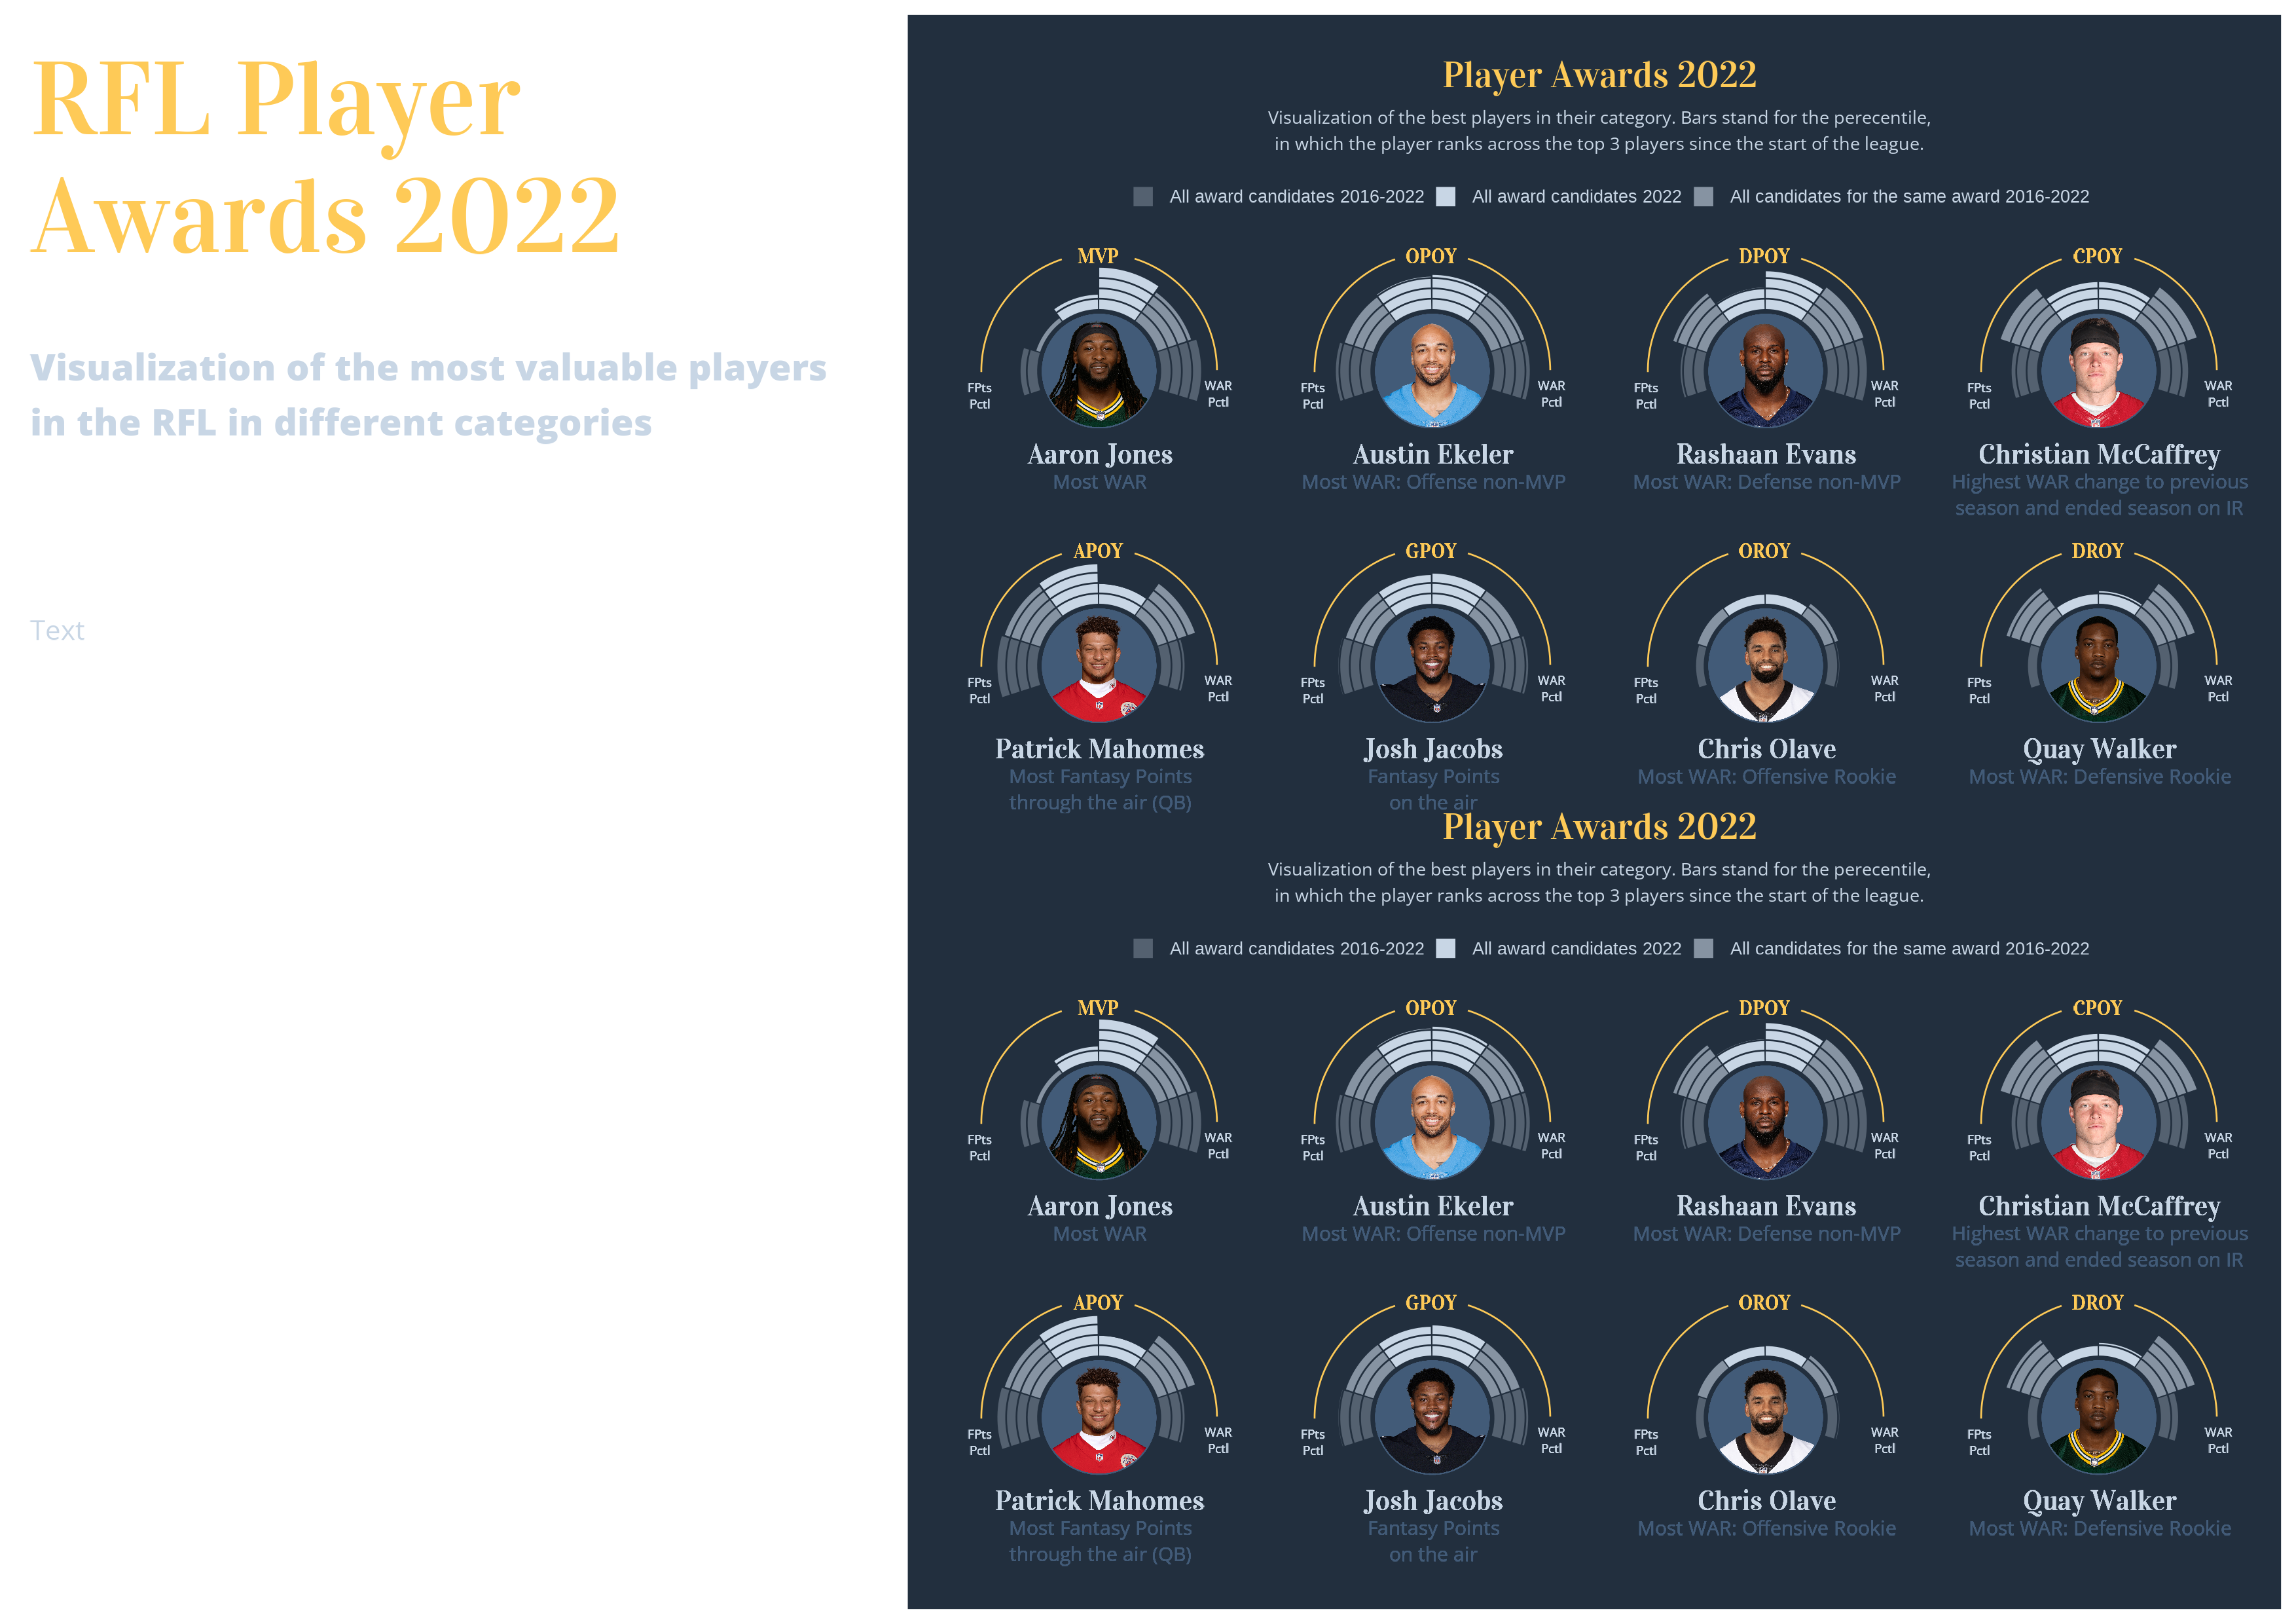 RFL Player
Awards 2022
Visualization of the most valuable players
in the RFL in different categories
Text
Player Awards 2022
Visualization of the best players in their category. Bars stand for the perecentile,
in which the player ranks across the top 3 players since the start of the league.
All award candidates 2016-2022 All award candidates 2022 All candidates for the same award 2016-2022
MVP OPOY DPOY CPOY
FPts WAR FPts WAR FPts WAR FPts WAR
Pctl Pctl Pctl Pctl Pctl Pctl Pctl Pctl
Aaron Jones Austin Ekeler Rashaan Evans Christian McCaffrey
Most WAR Most WAR: Offense non-MVP Most WAR: Defense non-MVP Highest WAR change to previous
season and ended season on IR
APOY GPOY OROY DROY
FPts WAR FPts WAR FPts WAR FPts WAR
Pctl Pctl Pctl Pctl Pctl Pctl Pctl Pctl
Patrick Mahomes Josh Jacobs Chris Olave Quay Walker
Most Fantasy Points Fantasy Points Most WAR: Offensive Rookie Most WAR: Defensive Rookie
through the air (QB) on the air
Player Awards 2022
Visualization of the best players in their category. Bars stand for the perecentile,
in which the player ranks across the top 3 players since the start of the league.
All award candidates 2016-2022 All award candidates 2022 All candidates for the same award 2016-2022
MVP OPOY DPOY CPOY
FPts WAR FPts WAR FPts WAR FPts WAR
Pctl Pctl Pctl Pctl Pctl Pctl Pctl Pctl
Aaron Jones Austin Ekeler Rashaan Evans Christian McCaffrey
Most WAR Most WAR: Offense non-MVP Most WAR: Defense non-MVP Highest WAR change to previous
season and ended season on IR
APOY GPOY OROY DROY
FPts WAR FPts WAR FPts WAR FPts WAR
Pctl Pctl Pctl Pctl Pctl Pctl Pctl Pctl
Patrick Mahomes Josh Jacobs Chris Olave Quay Walker
Most Fantasy Points Fantasy Points Most WAR: Offensive Rookie Most WAR: Defensive Rookie
through the air (QB) on the air